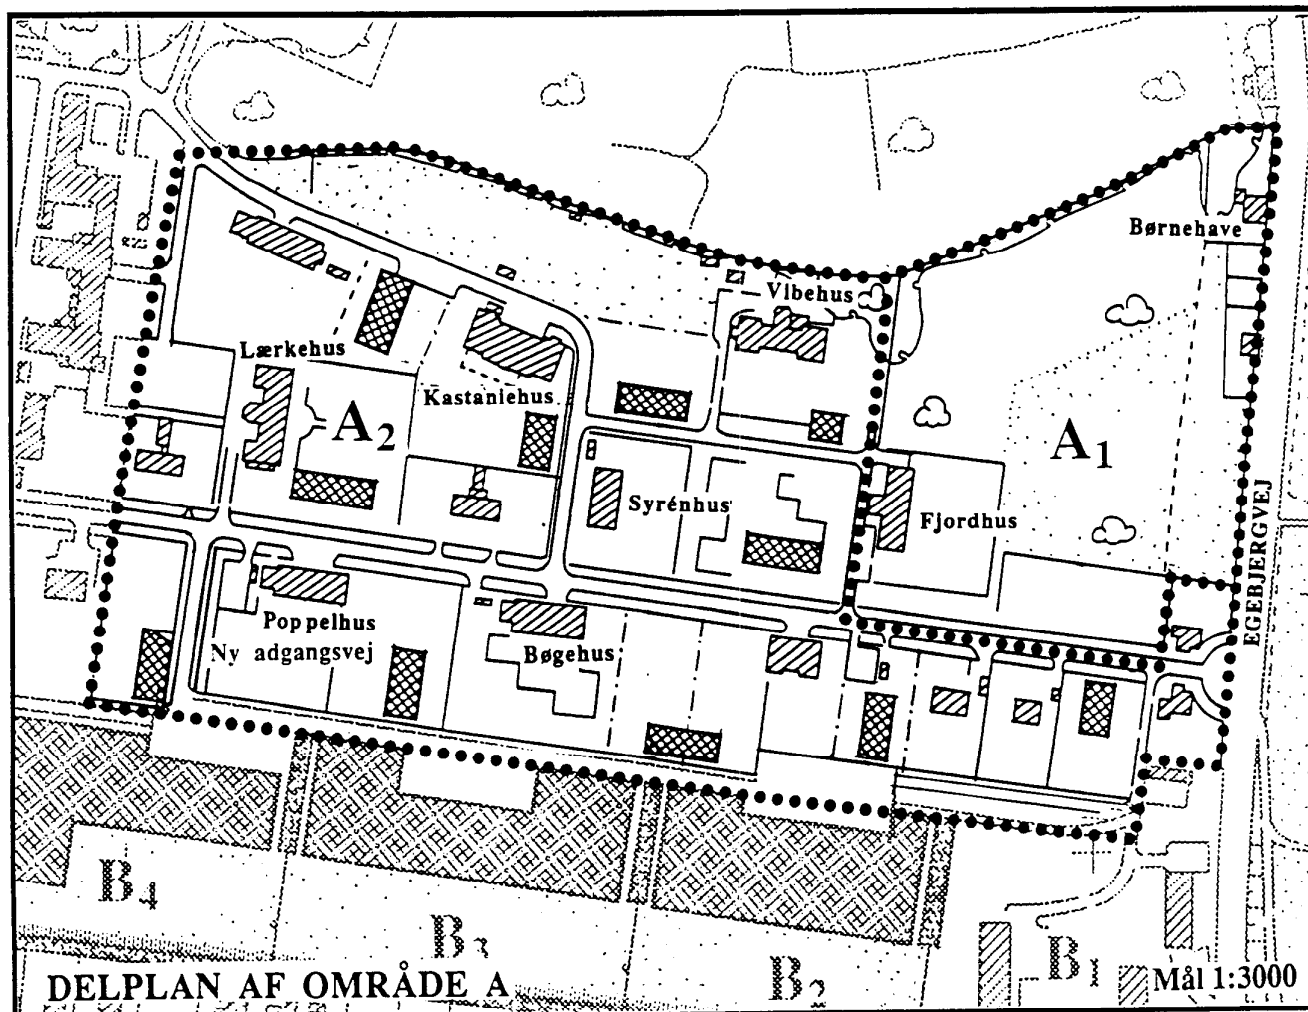 Børnehave
Vibehus
Lærkehus
Kastaniehus
A2
A1
Syrénhus
Fjordhus
EGEBJERGVEJ
Poppelhus
Ny adgangsvej
Bøgehus
B4
B3
B2
B1
DELPLAN AF OMRÅDE A
Mål 1:3000